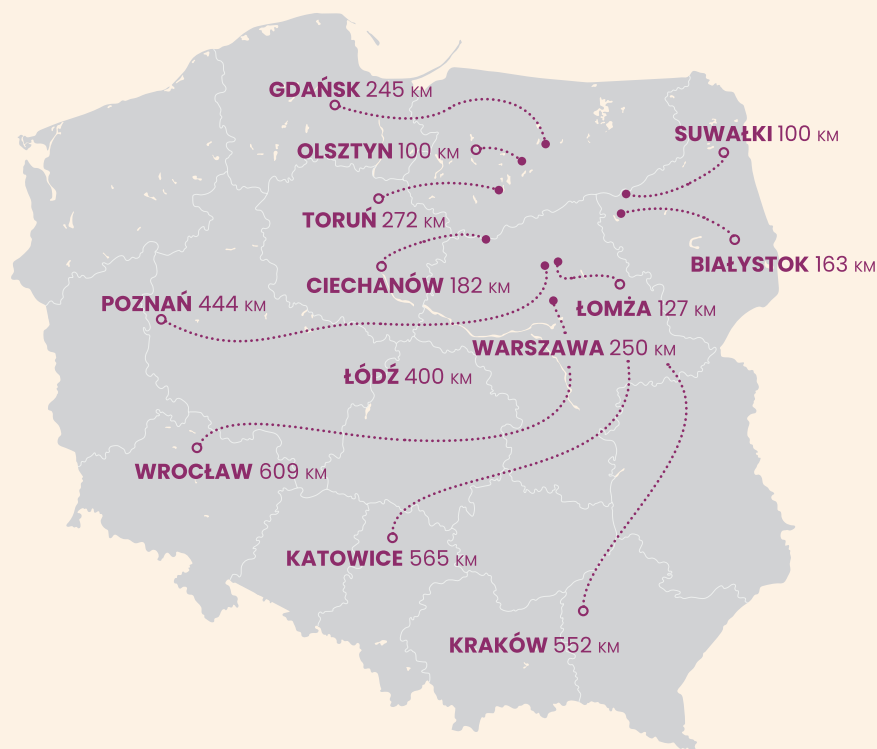 GDAŃSK 245 KM
SUWAŁKI 100 KM
OLSZTYN 100 KM
TORUŃ 272 KM
BIAŁYSTOK 163 KM
CIECHANÓW 182 KM
POZNAŃ 444 KM
ŁOMŻA 127 KM
WARSZAWA 250 KM
ŁÓDŹ 400 KM
WROCŁAW 609 KM
KATOWICE 565 KM
KRAKÓW 552 KM